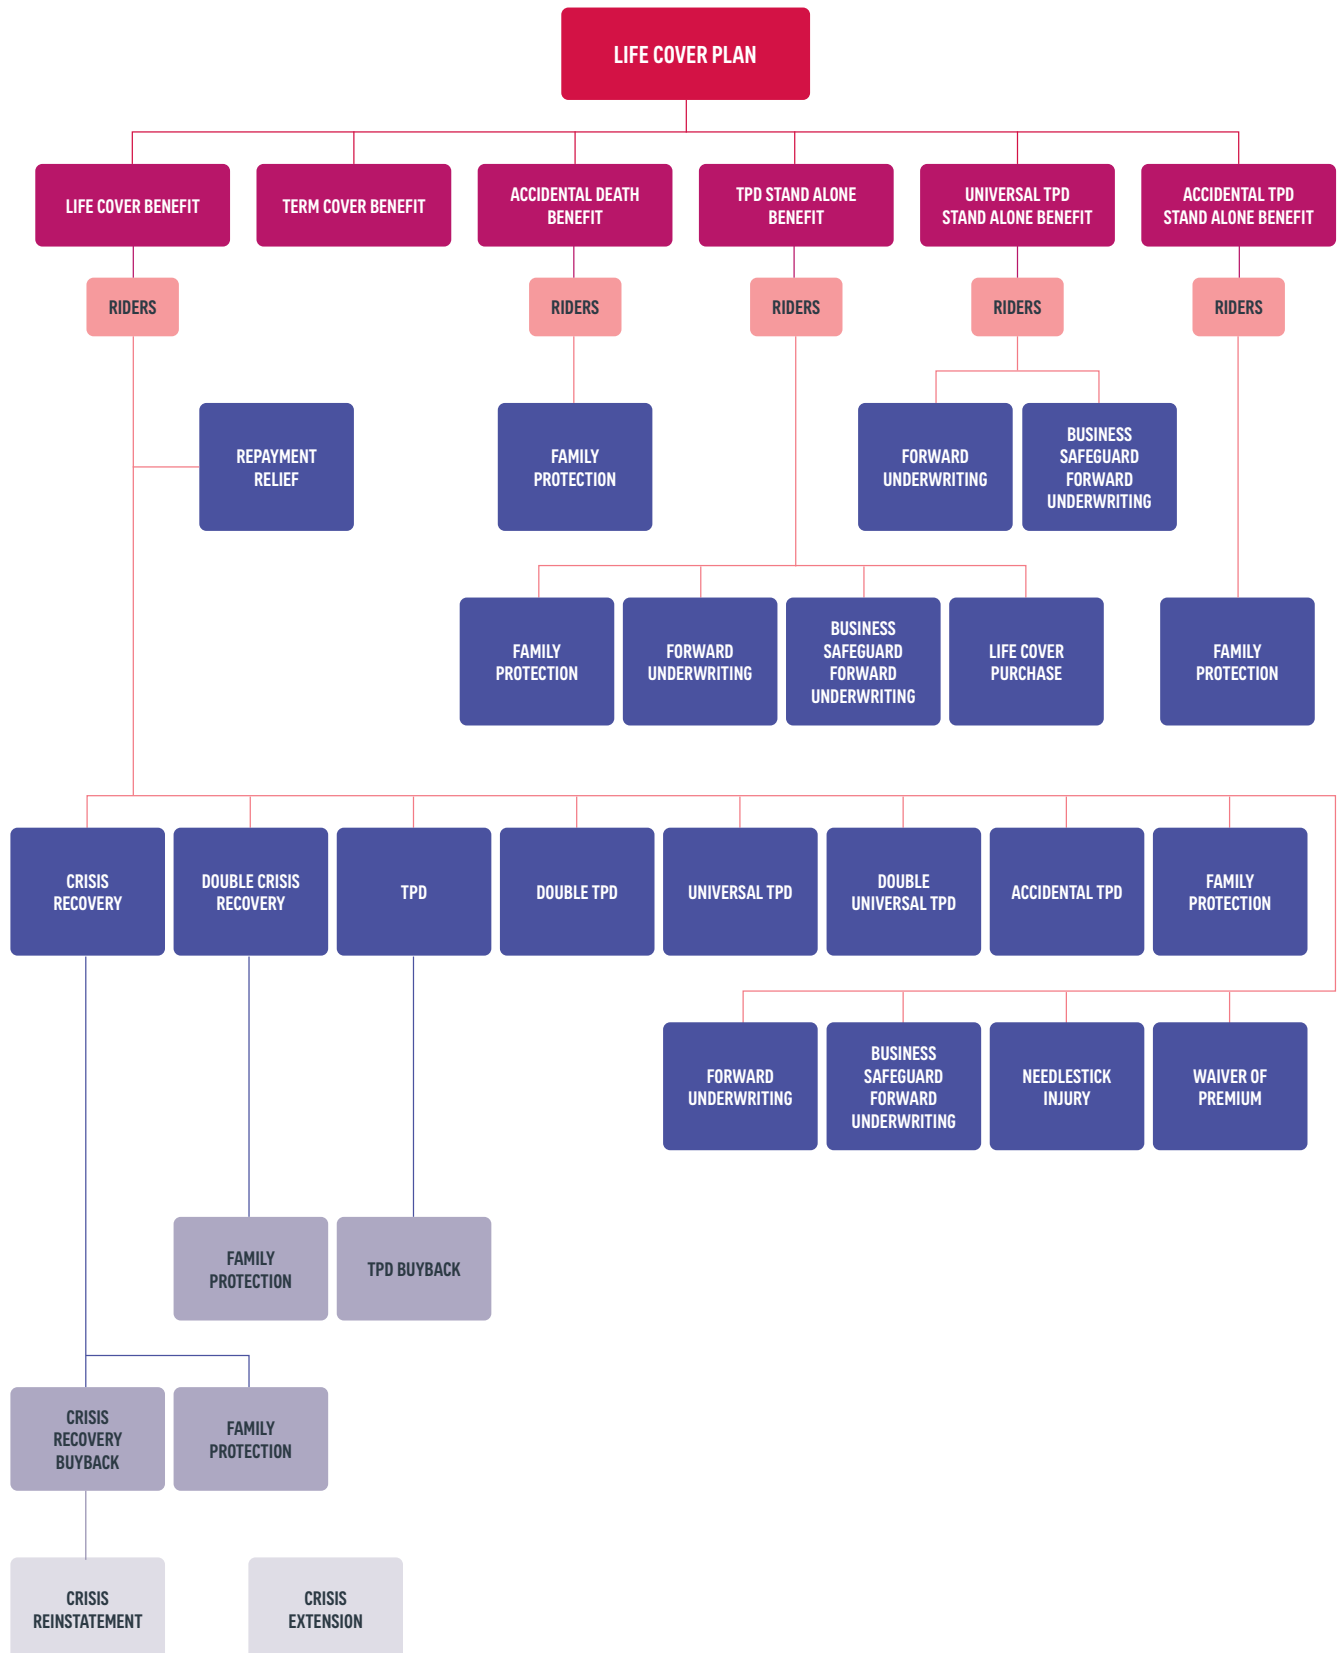 LIFE COVER PLAN
LIFE COVER BENEFIT
TERM COVER BENEFIT
ACCIDENTAL DEATH
BENEFIT
TPD STAND ALONE
BENEFIT
UNIVERSAL TPD
STAND ALONE BENEFIT
ACCIDENTAL TPD
STAND ALONE BENEFIT
RIDERS
RIDERS
RIDERS
RIDERS
RIDERS
REPAYMENT
RELIEF
FAMILY
PROTECTION
FORWARD
UNDERWRITING
BUSINESS
SAFEGUARD
FORWARD
UNDERWRITING
FAMILY
PROTECTION
FORWARD
UNDERWRITING
BUSINESS
SAFEGUARD
FORWARD
UNDERWRITING
LIFE COVER
PURCHASE
FAMILY
PROTECTION
CRISIS
RECOVERY
DOUBLE CRISIS
RECOVERY
TPD
DOUBLE TPD
UNIVERSAL TPD
DOUBLE
UNIVERSAL TPD
ACCIDENTAL TPD
FAMILY
PROTECTION
FORWARD
UNDERWRITING
BUSINESS
SAFEGUARD
FORWARD
UNDERWRITING
NEEDLESTICK
INJURY
WAIVER OF
PREMIUM
FAMILY
PROTECTION
TPD BUYBACK
CRISIS
RECOVERY
BUYBACK
FAMILY
PROTECTION
CRISIS
REINSTATEMENT
CRISIS
EXTENSION